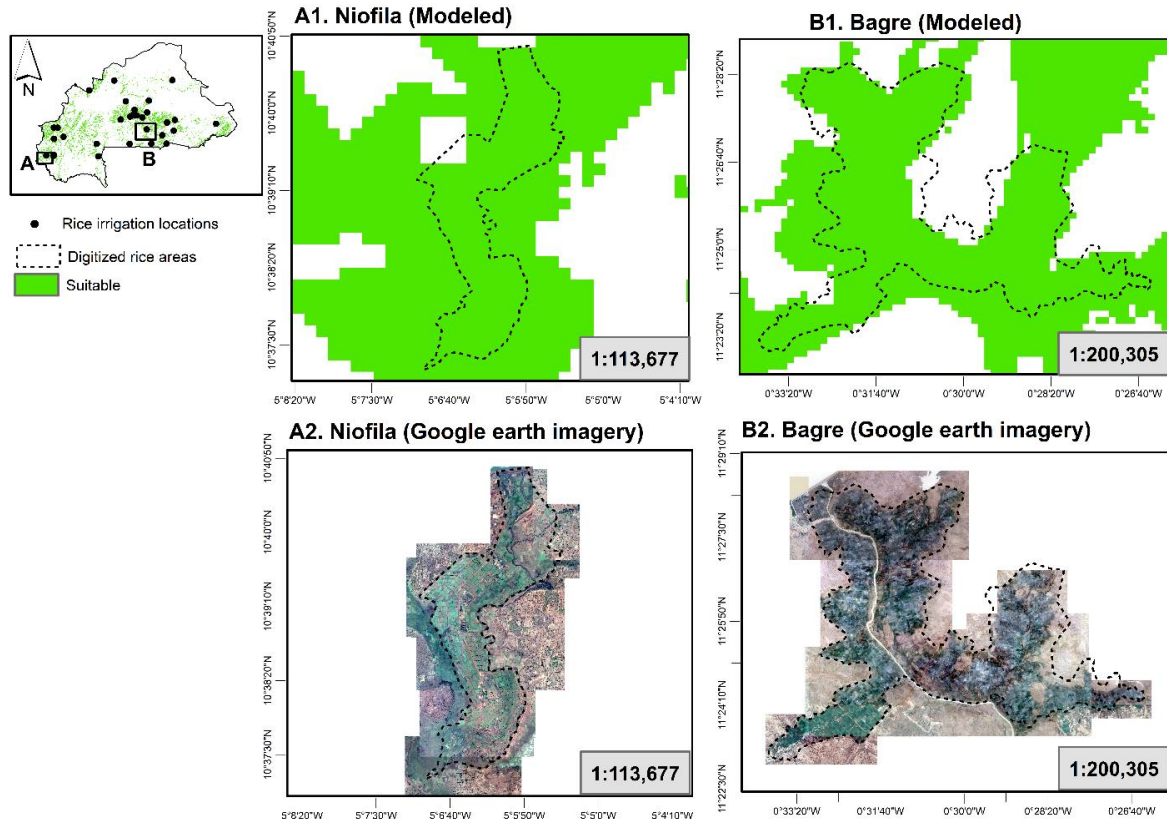 A1. Niofila (Modeled)
B1. Bagre (Modeled)
N
A
B
Rice irrigation locations
Digitized rice areas
Suitable
10°40'50"N
10°40'0"N
10°39'10"N
10°38'20"N
10°37'30"N
1:113,677
5°8'20"W
5°7'30"W
5°6'40"W
5°5'50"W
5°5'0"W
5°4'10"W
11°28'20"N
11°26'40"N
11°25'0"N
11°23'20"N
1:200,305
0°33'20"W
0°31'40"W
0°30'0"W
0°28'20"W
0°26'40"W
A2. Niofila (Google earth imagery)
B2. Bagre (Google earth imagery)
10°40'50"N
10°40'0"N
10°39'10"N
10°38'20"N
10°37'30"N
1:113,677
5°8'20"W
5°7'30"W
5°6'40"W
5°5'50"W
5°5'0"W
5°4'10"W
11°29'10"N
11°27'30"N
11°25'50"N
11°24'10"N
11°22'30"N
1:200,305
0°33'20"W
0°31'40"W
0°30'0"W
0°28'20"W
0°26'40"W